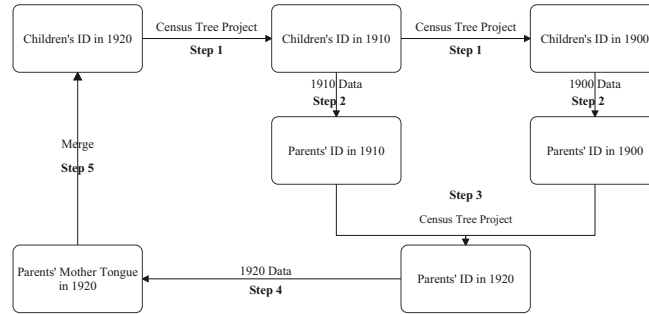 Children's ID in 1920
Census Tree Project
Step 1
Children's ID in 1910
Census Tree Project
Step 1
Children's ID in 1900
1910 Data
Step 2
1900 Data
Step 2
Merge
Step 5
Parents' ID in 1910
Parents' ID in 1900
Step 3
Census Tree Project
Parents' Mother Tongue
in 1920
1920 Data
Step 4
Parents' ID in 1920